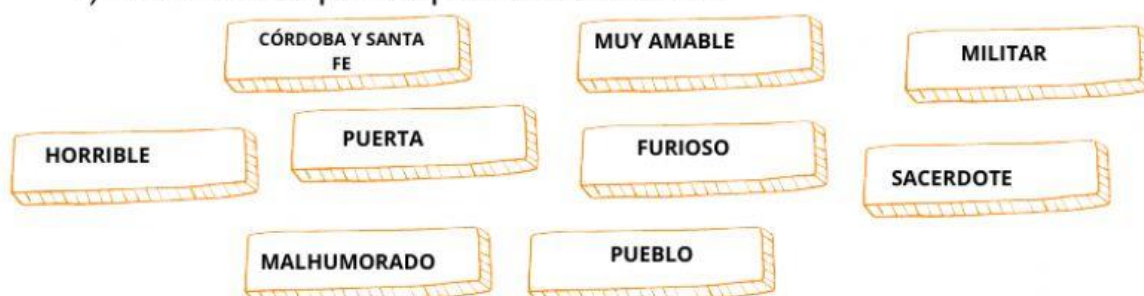 CÓRDOBA Y SANTA
FE
MUY AMABLE
MILITAR
HORRIBLE
PUERTA
FURIOSO
SACERDOTE
MALHUMORADO
PUEBLO